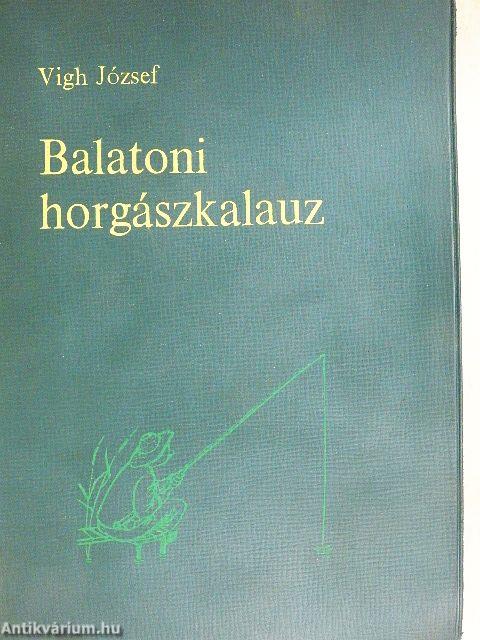 Vigh József
Balatoni
horgászkalauz
Antikvárium.hu